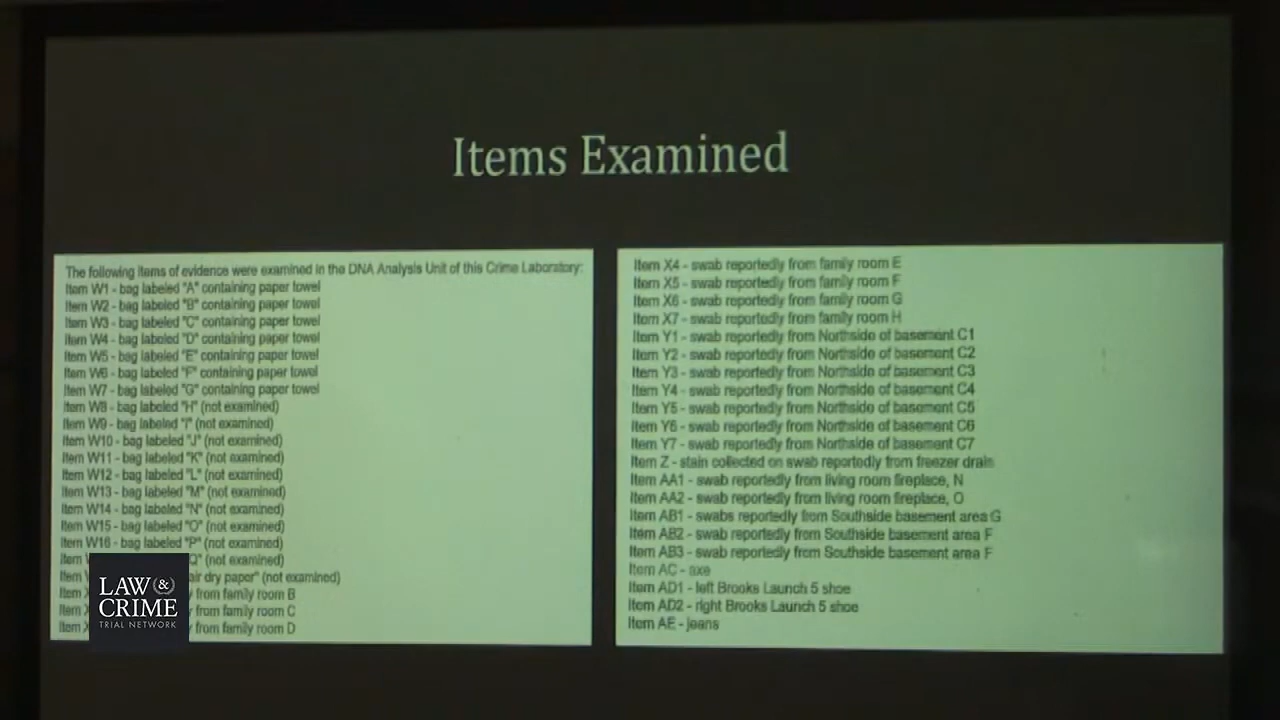 Items Examined
The following items of evidence were examined in the DNA Analysis Unit of this Crime Laboratory:
Item W1 - bag labeled "A" containing paper towel
Item W2 - bag labeled "B" containing paper towel
Item W3 - bag labeled "C" containing paper towel
Item W4 - bag labeled "D" containing paper towel
Item W5 - bag labeled "E" containing paper towel
Item W6 - bag labeled "F" containing paper towel
Item W7 - bag labeled "G" containing paper towel
Item W8 - bag labeled "H" (not examined)
Item W9 - bag labeled "I" (not examined)
Item W10 - bag labeled "J" (not examined)
Item W11 - bag labeled "K" (not examined)
Item W12 - bag labeled "L" (not examined)
Item W13 - bag labeled "M" (not examined)
Item W14 - bag labeled "N" (not examined)
Item W15 - bag labeled "O" (not examined)
Item W16 - bag labeled "P" (not examined)
Item Q" (not examined)
Item air dry paper" (not examined)
Item from family room B
Item from family room C
Item from family room D
Item X4 - swab reportedly from family room E
Item X5 - swab reportedly from family room F
Item X6 - swab reportedly from family room G
Item X7 - swab reportedly from family room H
Item Y1 - swab reportedly from Northside of basement C1
Item Y2 - swab reportedly from Northside of basement C2
Item Y3 - swab reportedly from Northside of basement C3
Item Y4 - swab reportedly from Northside of basement C4
Item Y5 - swab reportedly from Northside of basement C5
Item Y6 - swab reportedly from Northside of basement C6
Item Y7 - swab reportedly from Northside of basement C7
Item Z - stain collected on swab reportedly from freezer drain
Item AA1 - swab reportedly from living room fireplace, N
Item AA2 - swab reportedly from living room fireplace, O
Item AB1 - swabs reportedly from Southside basement area G
Item AB2 - swab reportedly from Southside basement area F
Item AB3 - swab reportedly from Southside basement area F
Item AC - axe
Item AD1 - left Brooks Launch 5 shoe
Item AD2 - right Brooks Launch 5 shoe
Item AE - jeans
LAW &
CRIME
TRIAL NETWORK